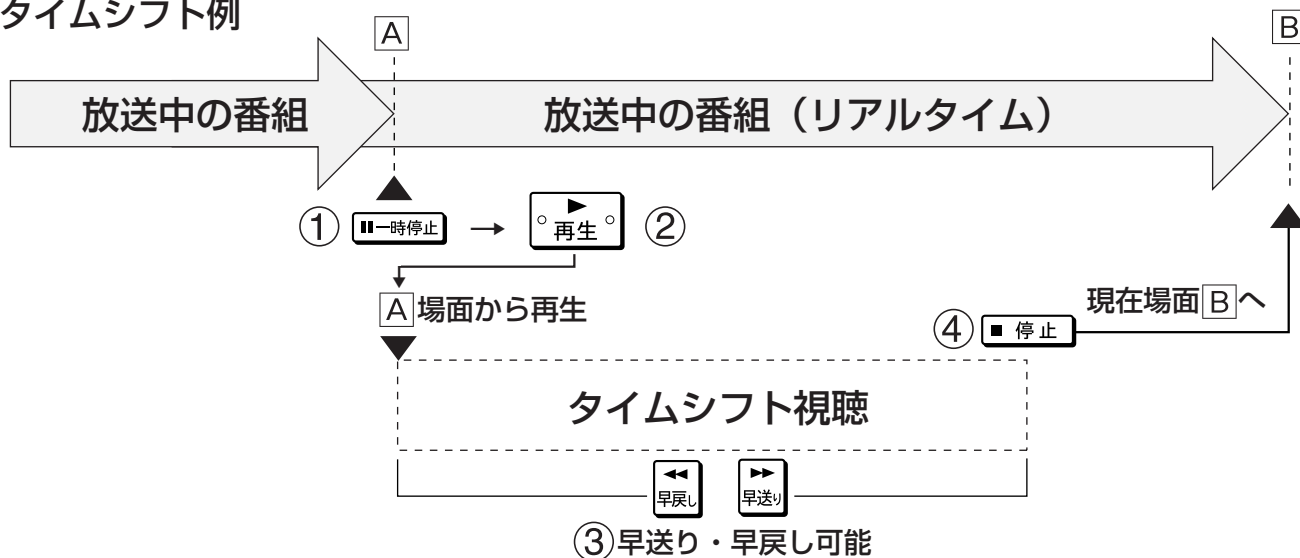 タイムシフト例
A
B
放送中の番組
放送中の番組（リアルタイム）
① 一時停止 → 再生 ②
A場面から再生
現在場面Bへ
④ 停止
タイムシフト視聴
早戻し 早送り
③早送り・早戻し可能